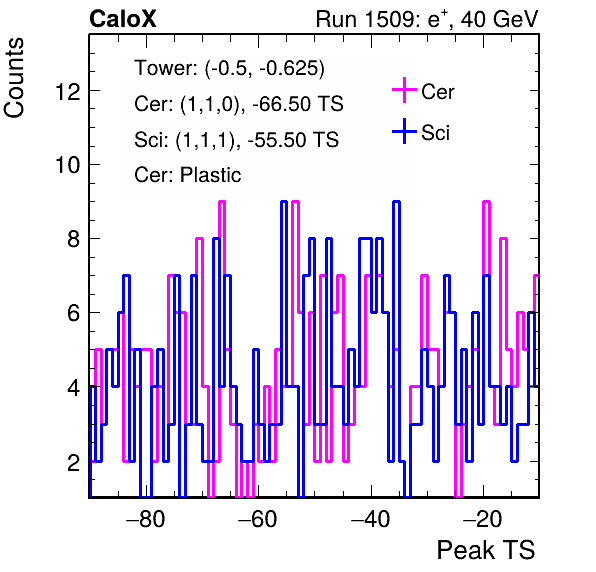 CaloX Run 1509: e⁺, 40 GeV
Counts
Tower: (-0.5, -0.625)
Cer: (1,1,0), -66.50 TS
Sci: (1,1,1), -55.50 TS
Cer: Plastic
Cer
Sci
12
10
8
6
4
2
−80 −60 −40 −20
Peak TS